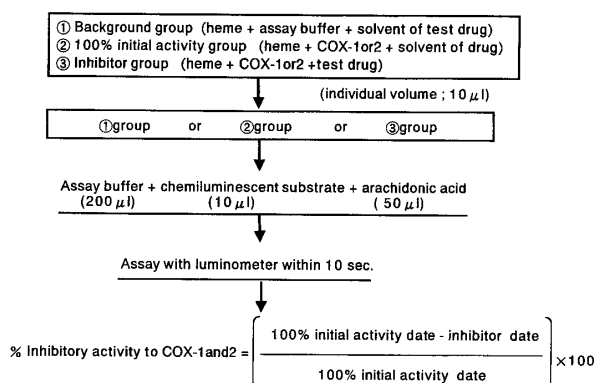 ① Background group (heme + assay buffer + solvent of test drug)
② 100% initial activity group (heme + COX-1or2 + solvent of drug)
③ Inhibitor group (heme + COX-1or2 +test drug)
(individual volume ; 10 μl)
①group or ②group or ③group
Assay buffer + chemiluminescent substrate + arachidonic acid
(200 μl) (10 μl) ( 50 μl)
Assay with luminometer within 10 sec.
100% initial activity date - inhibitor date
% Inhibitory activity to COX-1and2 = ×100
100% initial activity date